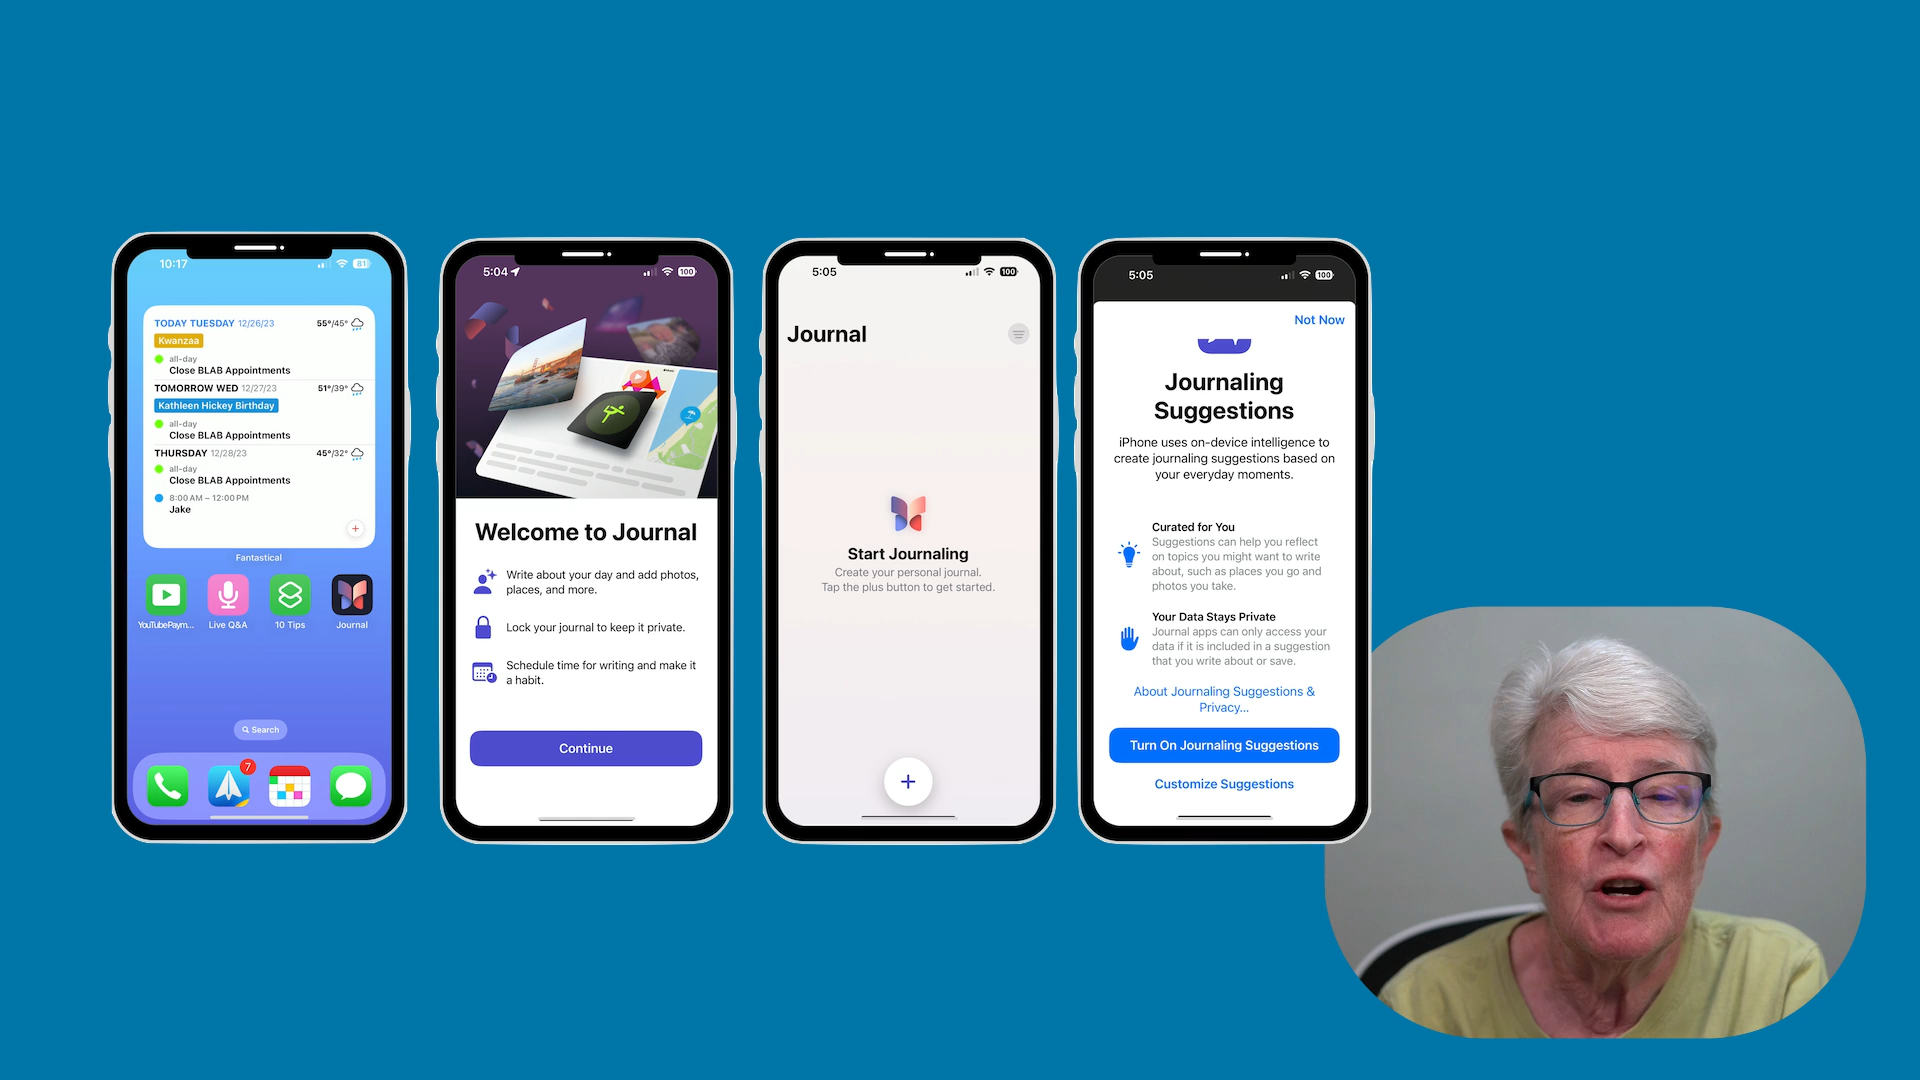 10:17
81
TODAY TUESDAY 12/26/23 55°/45°
Kwanzaa
all-day
Close BLAB Appointments
TOMORROW WED 12/27/23 51°/39°
Kathleen Hickey Birthday
all-day
Close BLAB Appointments
THURSDAY 12/28/23 45°/32°
all-day
Close BLAB Appointments
8:00 AM – 12:00 PM
Jake
Fantastical
YouTubePaym...
Live Q&A
10 Tips
Journal
Search
7
5:04
100
Welcome to Journal
Write about your day and add photos,
places, and more.
Lock your journal to keep it private.
Schedule time for writing and make it
a habit.
Continue
5:05
100
Journal
Start Journaling
Create your personal journal.
Tap the plus button to get started.
5:05
100
Not Now
Journaling
Suggestions
iPhone uses on-device intelligence to
create journaling suggestions based on
your everyday moments.
Curated for You
Suggestions can help you reflect
on topics you might want to write
about, such as places you go and
photos you take.
Your Data Stays Private
Journal apps can only access your
data if it is included in a suggestion
that you write about or save.
About Journaling Suggestions &
Privacy...
Turn On Journaling Suggestions
Customize Suggestions